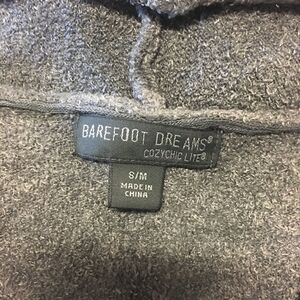 BAREFOOT DREAMS®
COZYCHIC LITE®
S/M
MADE IN
CHINA